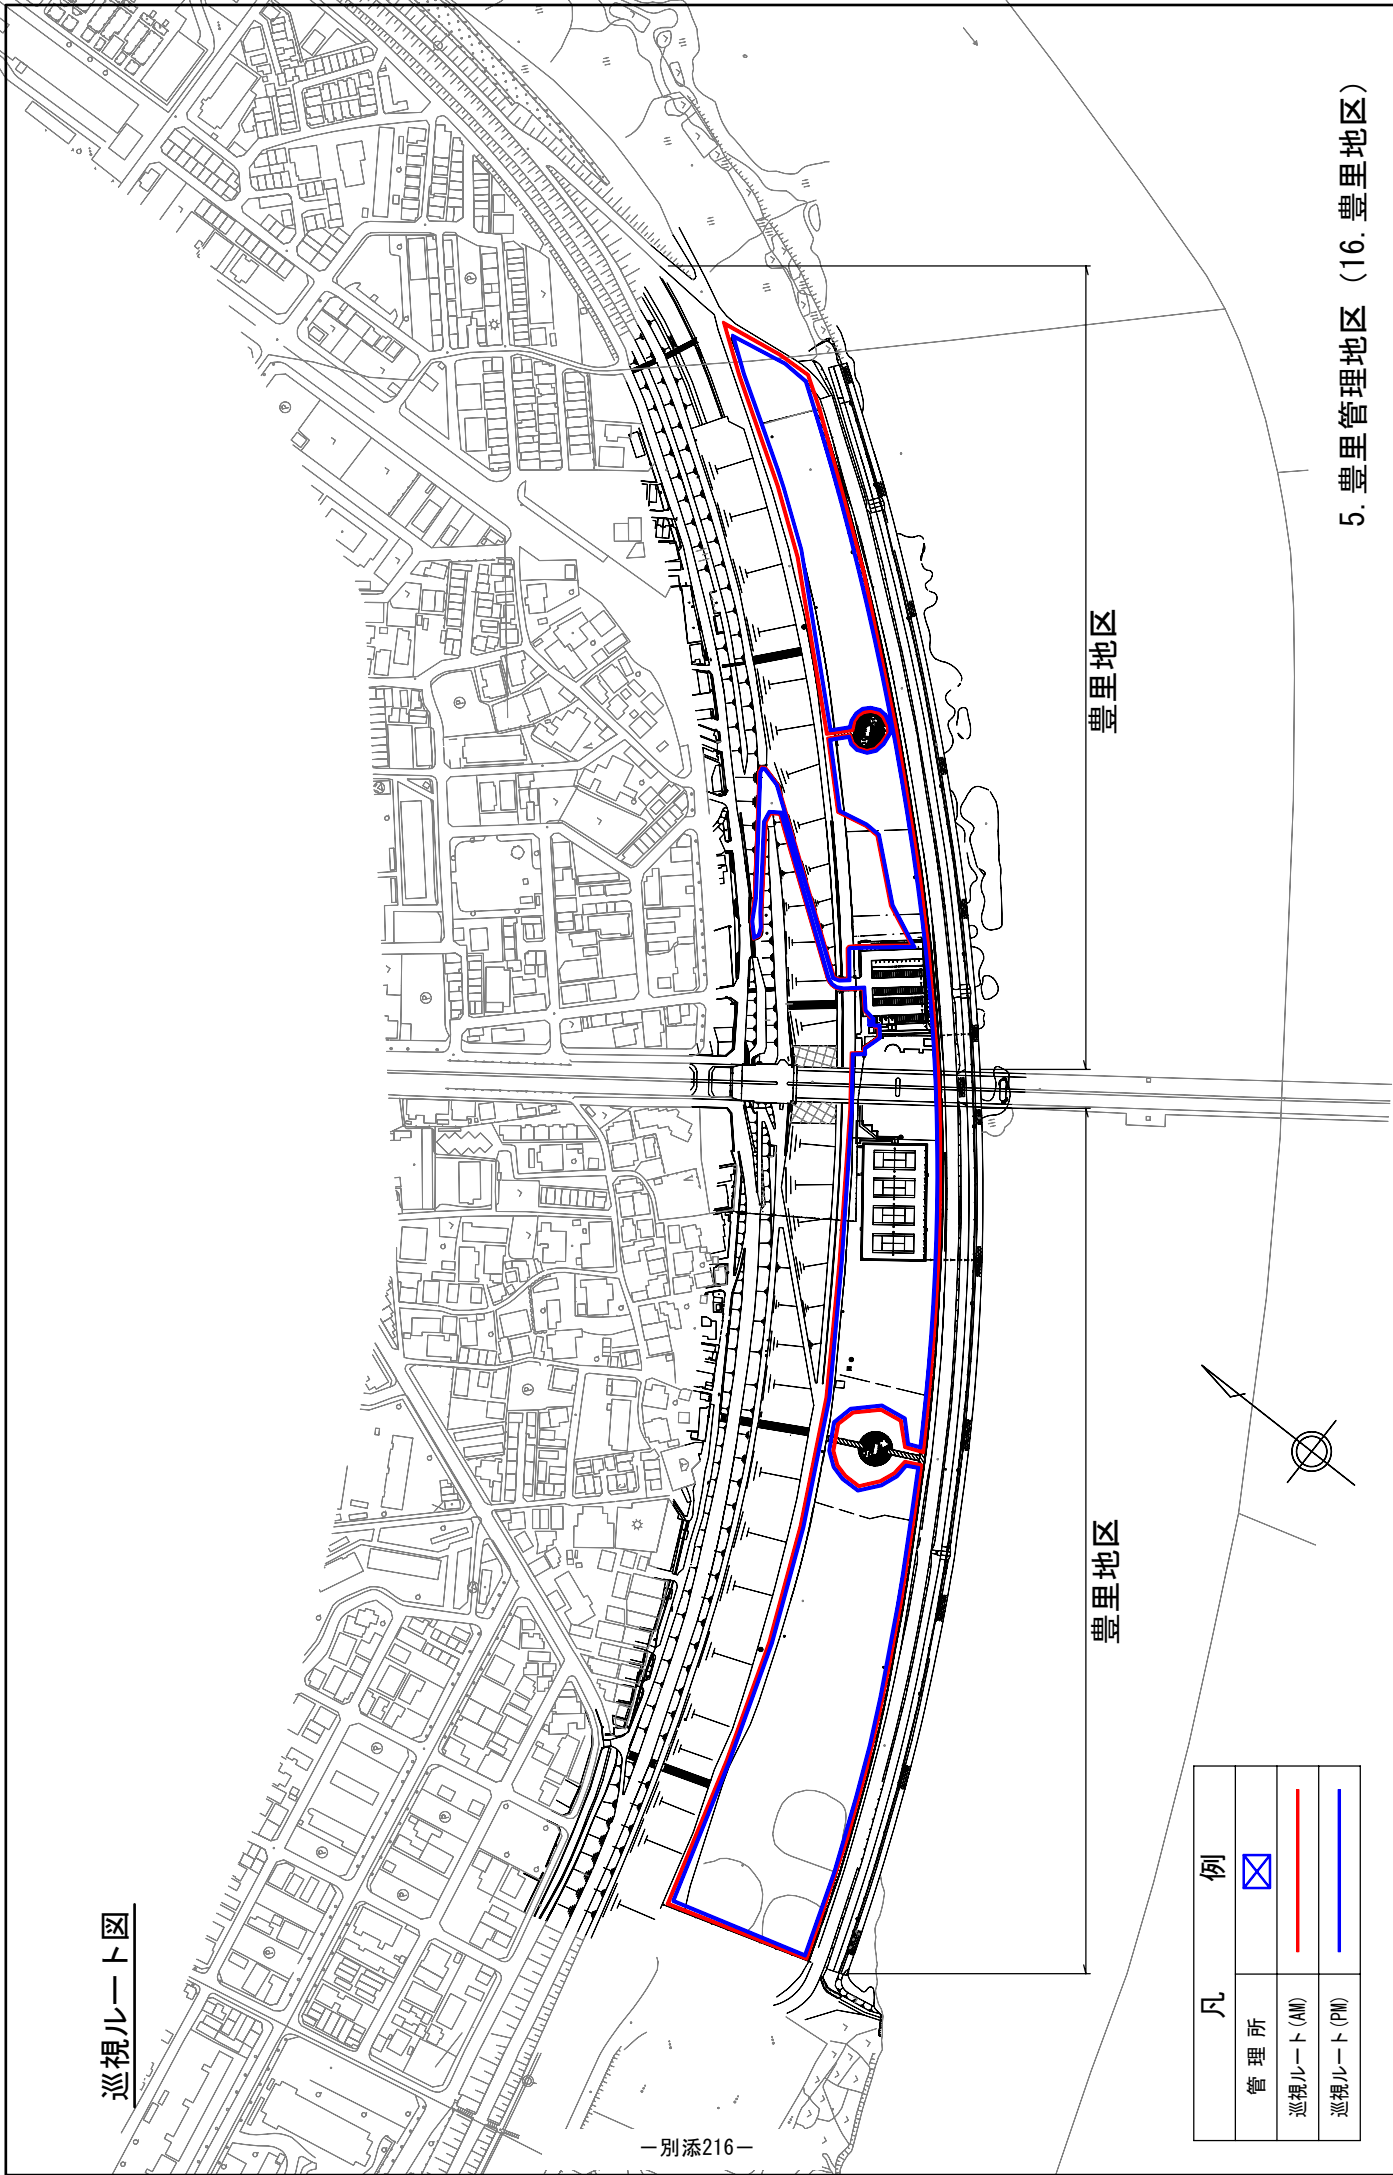 巡視ルート図
5. 豊里管理地区 (16. 豊里地区)
豊里地区
豊里地区
凡 例
管 理 所
巡視ルート(AM)
巡視ルート(PM)
－別添216－